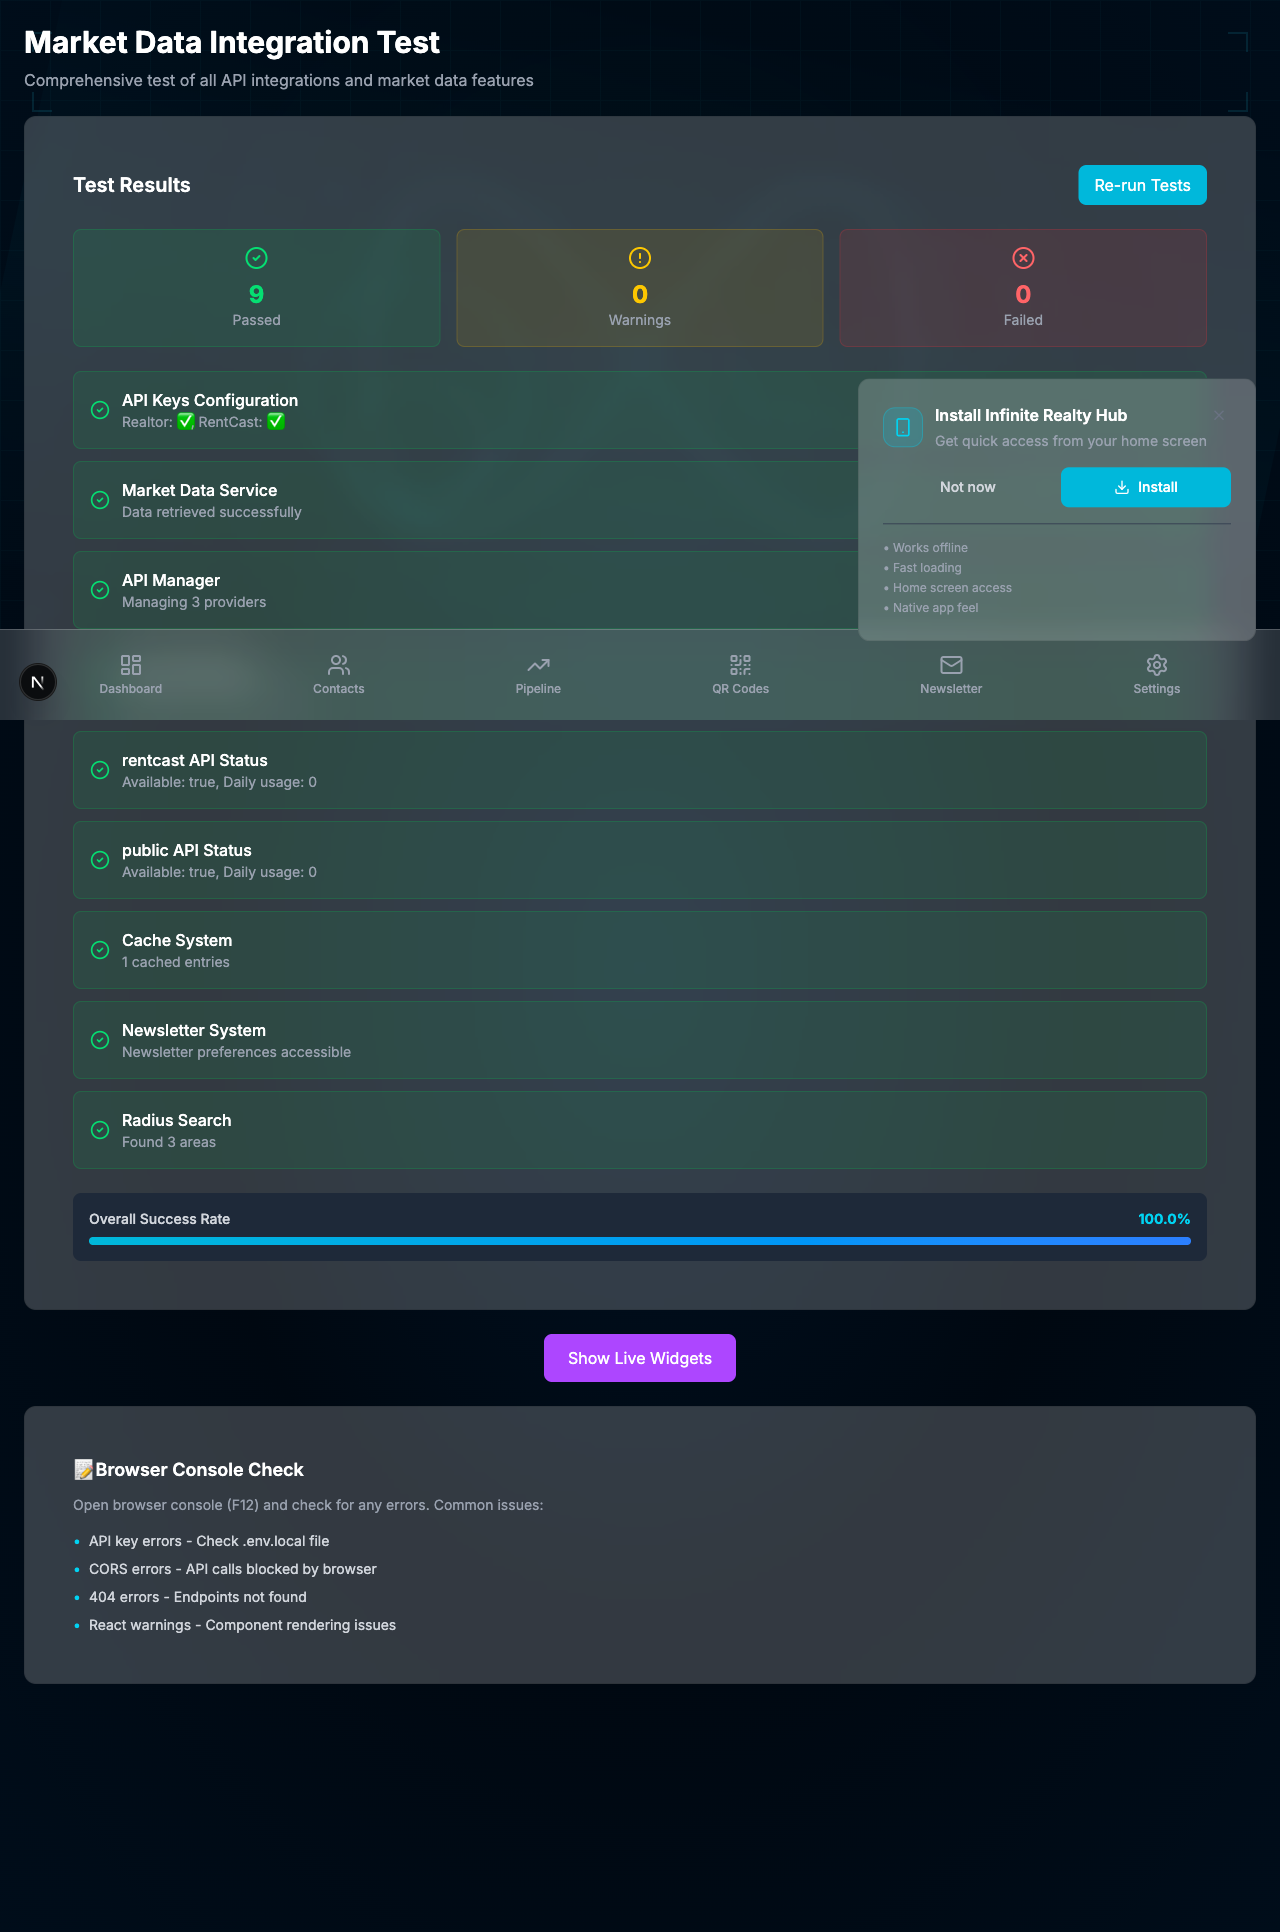 Market Data Integration Test
Comprehensive test of all API integrations and market data features
Test Results
Re-run Tests
9
Passed
0
Warnings
0
Failed
API Keys Configuration
Realtor: ✅ RentCast: ✅
Market Data Service
Data retrieved successfully
API Manager
Managing 3 providers
Install Infinite Realty Hub
Get quick access from your home screen
Not now
Install
• Works offline
• Fast loading
• Home screen access
• Native app feel
N
Dashboard
Contacts
Pipeline
QR Codes
Newsletter
Settings
rentcast API Status
Available: true, Daily usage: 0
public API Status
Available: true, Daily usage: 0
Cache System
1 cached entries
Newsletter System
Newsletter preferences accessible
Radius Search
Found 3 areas
Overall Success Rate
100.0%
Show Live Widgets
📝Browser Console Check
Open browser console (F12) and check for any errors. Common issues:
• API key errors - Check .env.local file
• CORS errors - API calls blocked by browser
• 404 errors - Endpoints not found
• React warnings - Component rendering issues